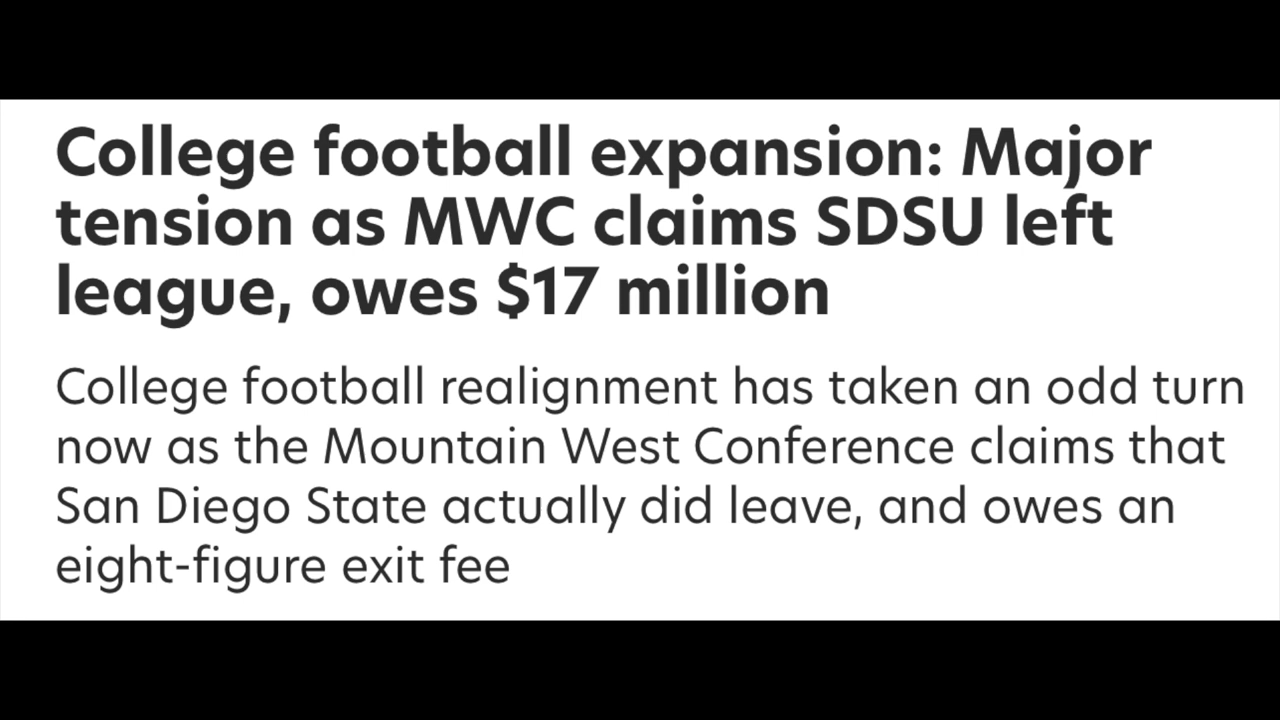 College football expansion: Major
tension as MWC claims SDSU left
league, owes $17 million
College football realignment has taken an odd turn
now as the Mountain West Conference claims that
San Diego State actually did leave, and owes an
eight-figure exit fee